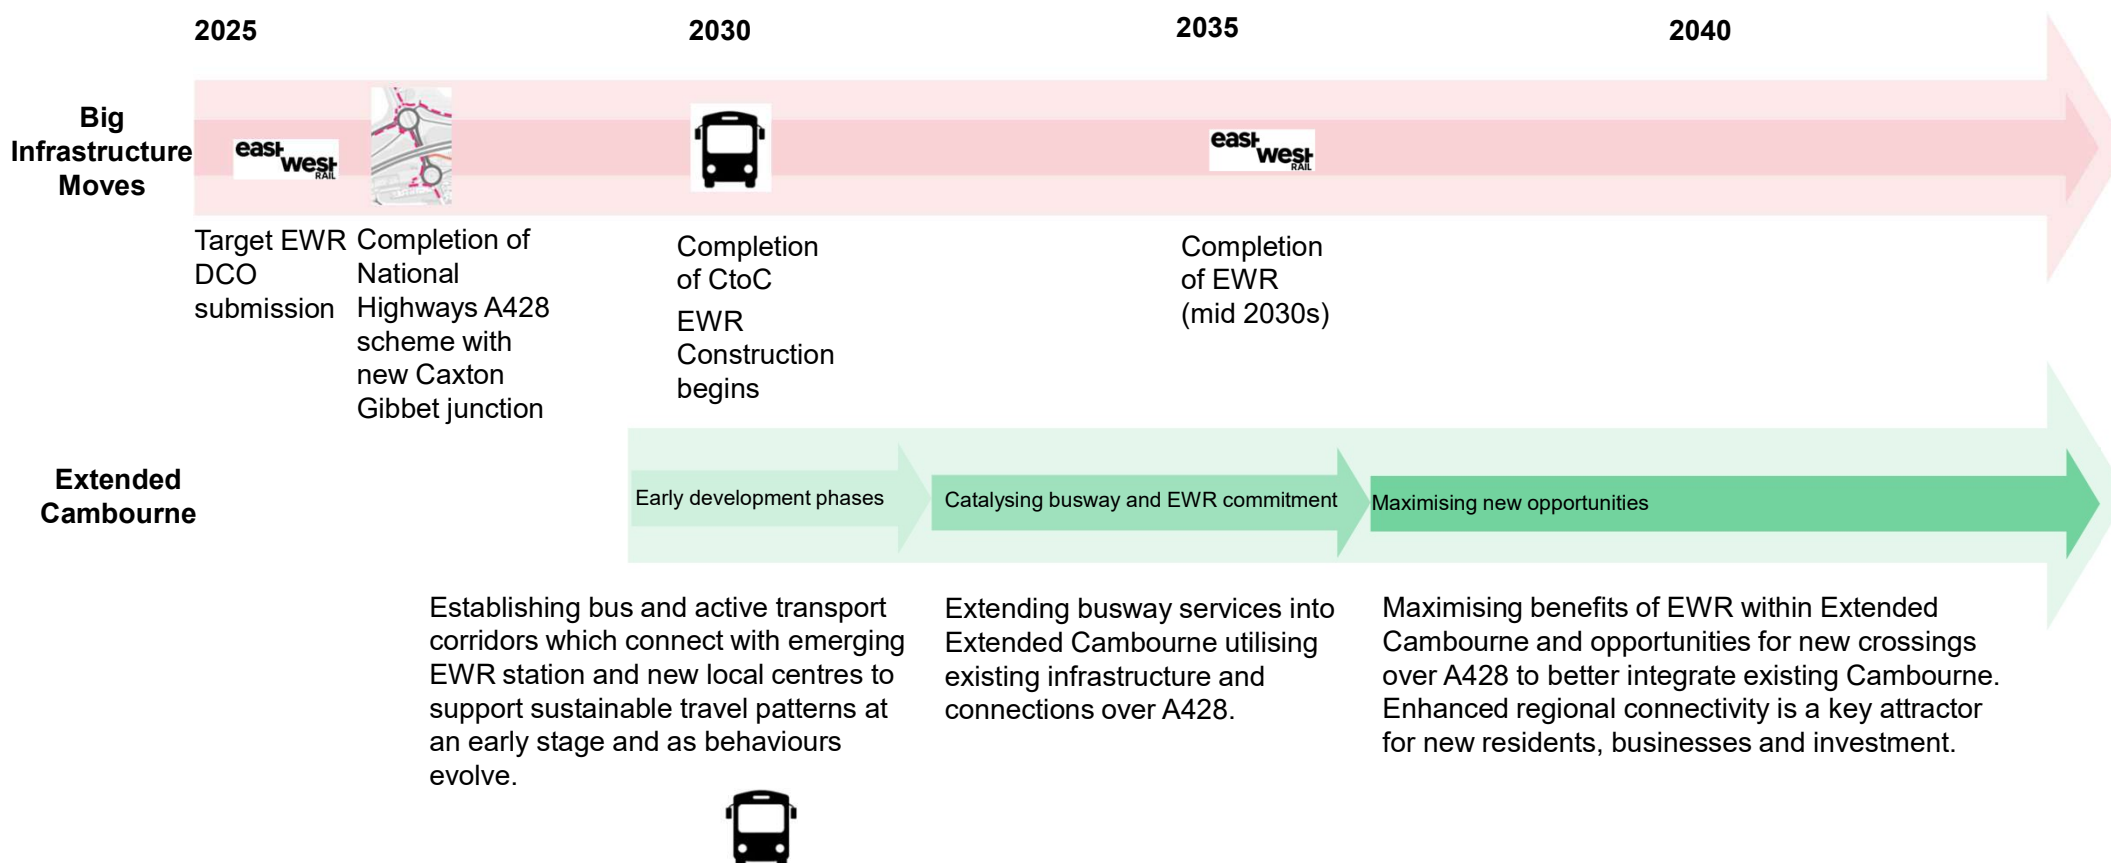 2025
2030
2035
2040
Big
Infrastructure
Moves
east
west
RAIL
east
west
RAIL
Target EWR
DCO
submission
Completion of
National
Highways A428
scheme with
new Caxton
Gibbet junction
Completion
of CtoC
EWR
Construction
begins
Completion
of EWR
(mid 2030s)
Extended
Cambourne
Early development phases
Catalysing busway and EWR commitment
Maximising new opportunities
Establishing bus and active transport
corridors which connect with emerging
EWR station and new local centres to
support sustainable travel patterns at
an early stage and as behaviours
evolve.
Extending busway services into
Extended Cambourne utilising
existing infrastructure and
connections over A428.
Maximising benefits of EWR within Extended
Cambourne and opportunities for new crossings
over A428 to better integrate existing Cambourne.
Enhanced regional connectivity is a key attractor
for new residents, businesses and investment.